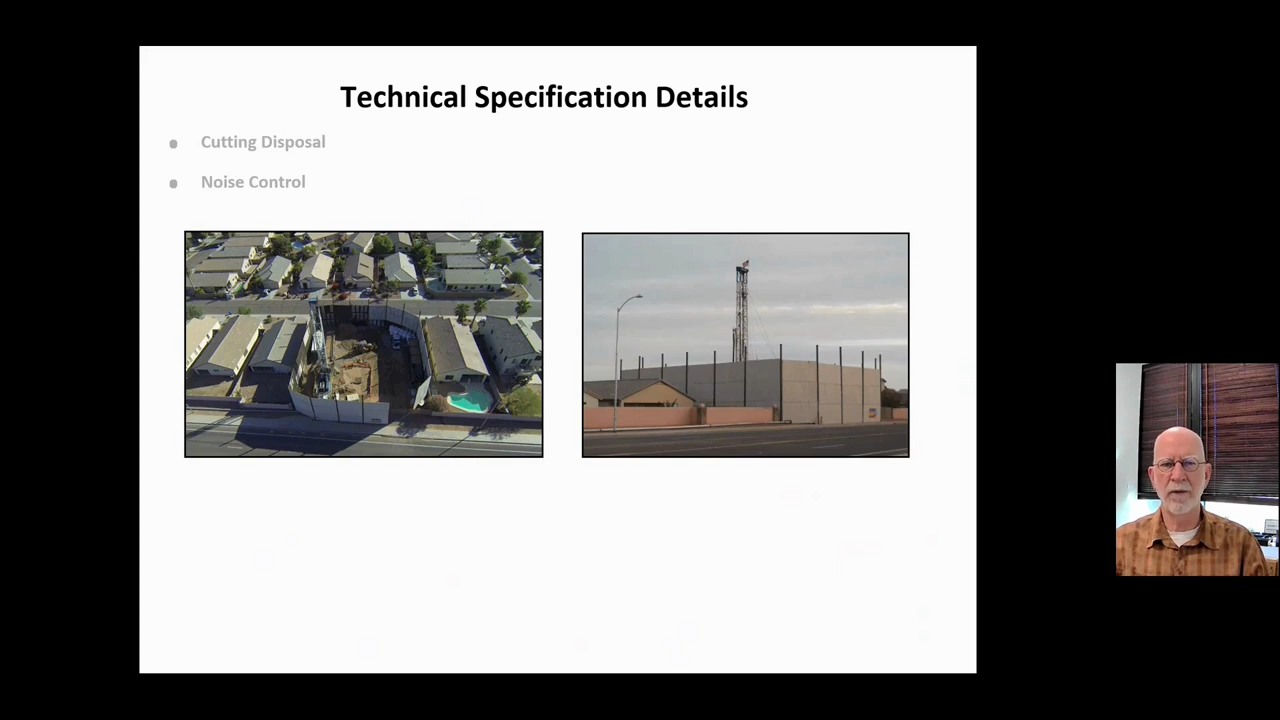 Technical Specification Details
Cutting Disposal
Noise Control